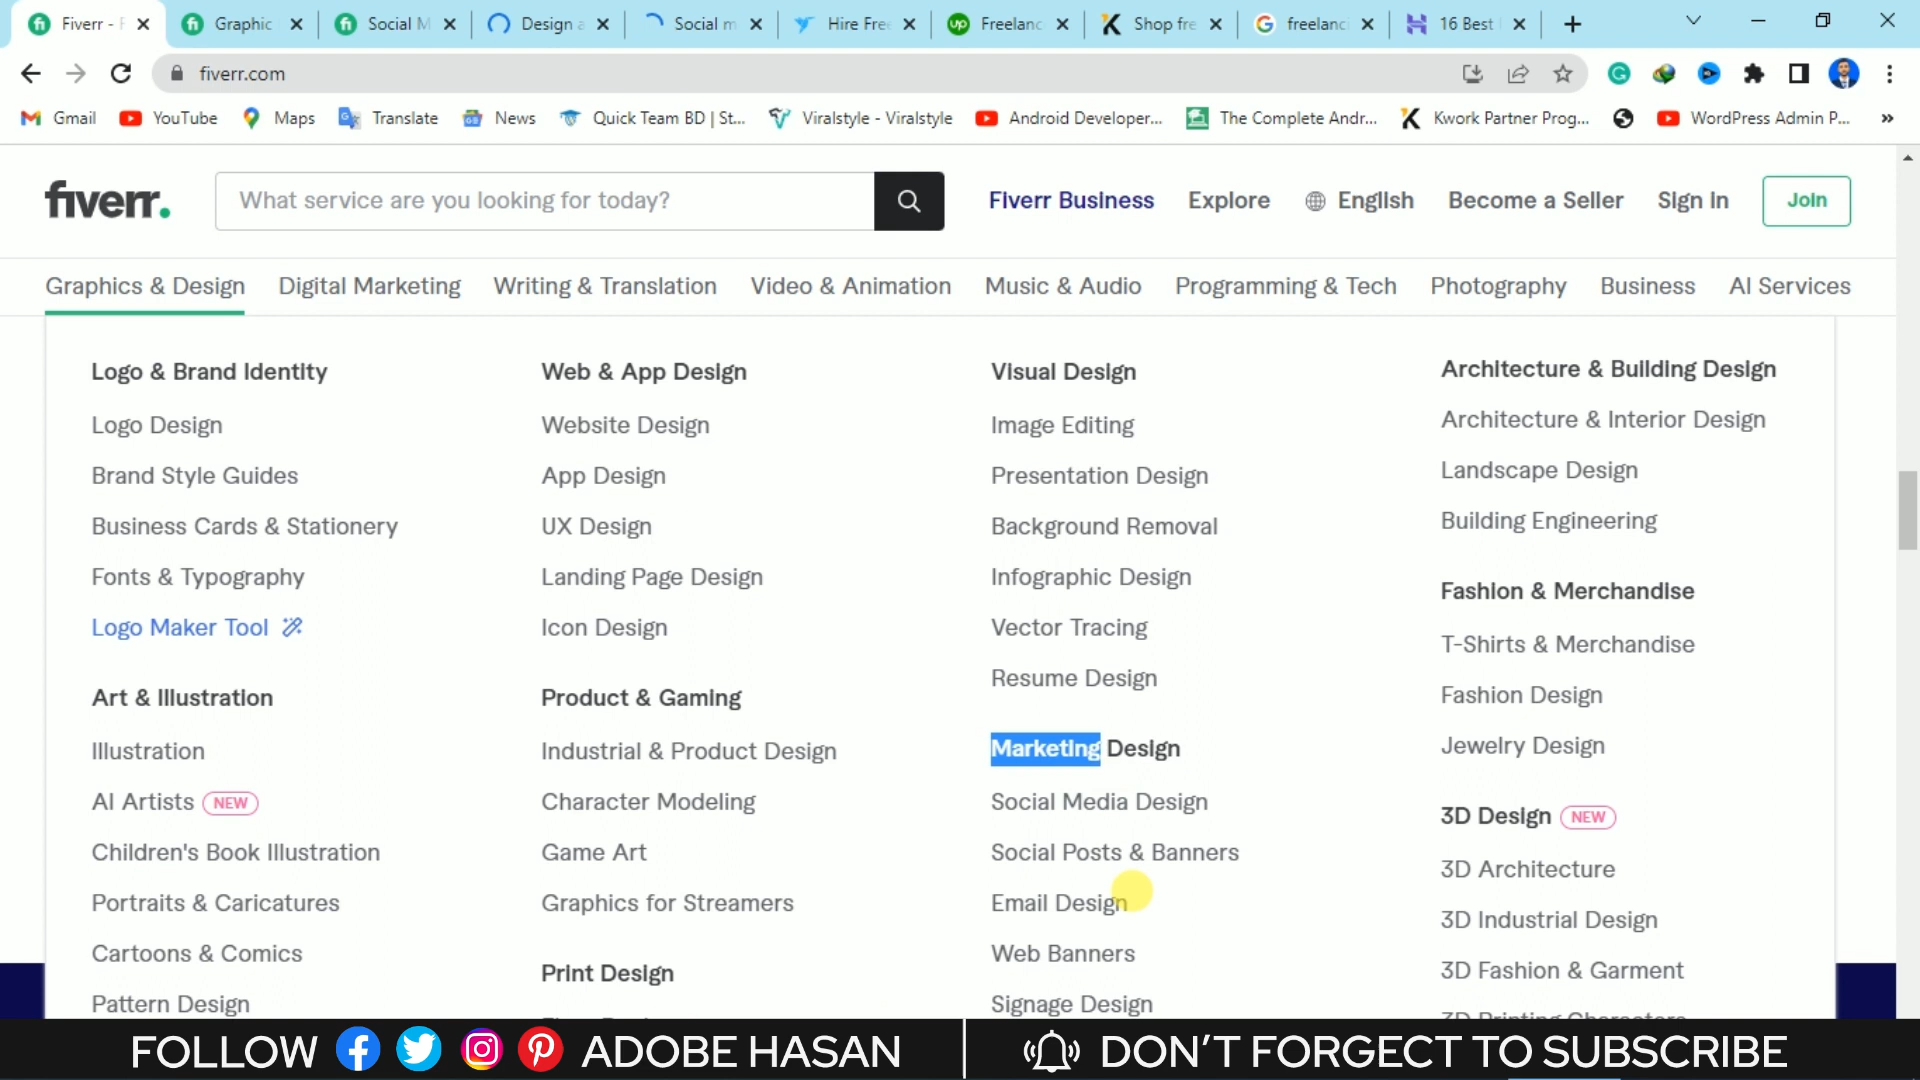 Fiverr - F
Graphic
Social M
Design a
Social m
Hire Free
Freelanc
Shop fre
freelanci
16 Best
fiverr.com
Gmail
YouTube
Maps
Translate
News
Quick Team BD | St...
Viralstyle - Viralstyle
Android Developer...
The Complete Andr...
Kwork Partner Prog...
WordPress Admin P...
»
fiverr.
What service are you looking for today?
Fiverr Business
Explore
English
Become a Seller
Sign In
Join
Graphics & Design
Digital Marketing
Writing & Translation
Video & Animation
Music & Audio
Programming & Tech
Photography
Business
AI Services
Logo & Brand Identity
Logo Design
Brand Style Guides
Business Cards & Stationery
Fonts & Typography
Logo Maker Tool
Art & Illustration
Illustration
AI Artists NEW
Children's Book Illustration
Portraits & Caricatures
Cartoons & Comics
Pattern Design
Web & App Design
Website Design
App Design
UX Design
Landing Page Design
Icon Design
Product & Gaming
Industrial & Product Design
Character Modeling
Game Art
Graphics for Streamers
Print Design
Visual Design
Image Editing
Presentation Design
Background Removal
Infographic Design
Vector Tracing
Resume Design
Marketing Design
Social Media Design
Social Posts & Banners
Email Design
Web Banners
Signage Design
Architecture & Building Design
Architecture & Interior Design
Landscape Design
Building Engineering
Fashion & Merchandise
T-Shirts & Merchandise
Fashion Design
Jewelry Design
3D Design NEW
3D Architecture
3D Industrial Design
3D Fashion & Garment
3D Printing Characters
FOLLOW ADOBE HASAN
DON'T FORGECT TO SUBSCRIBE